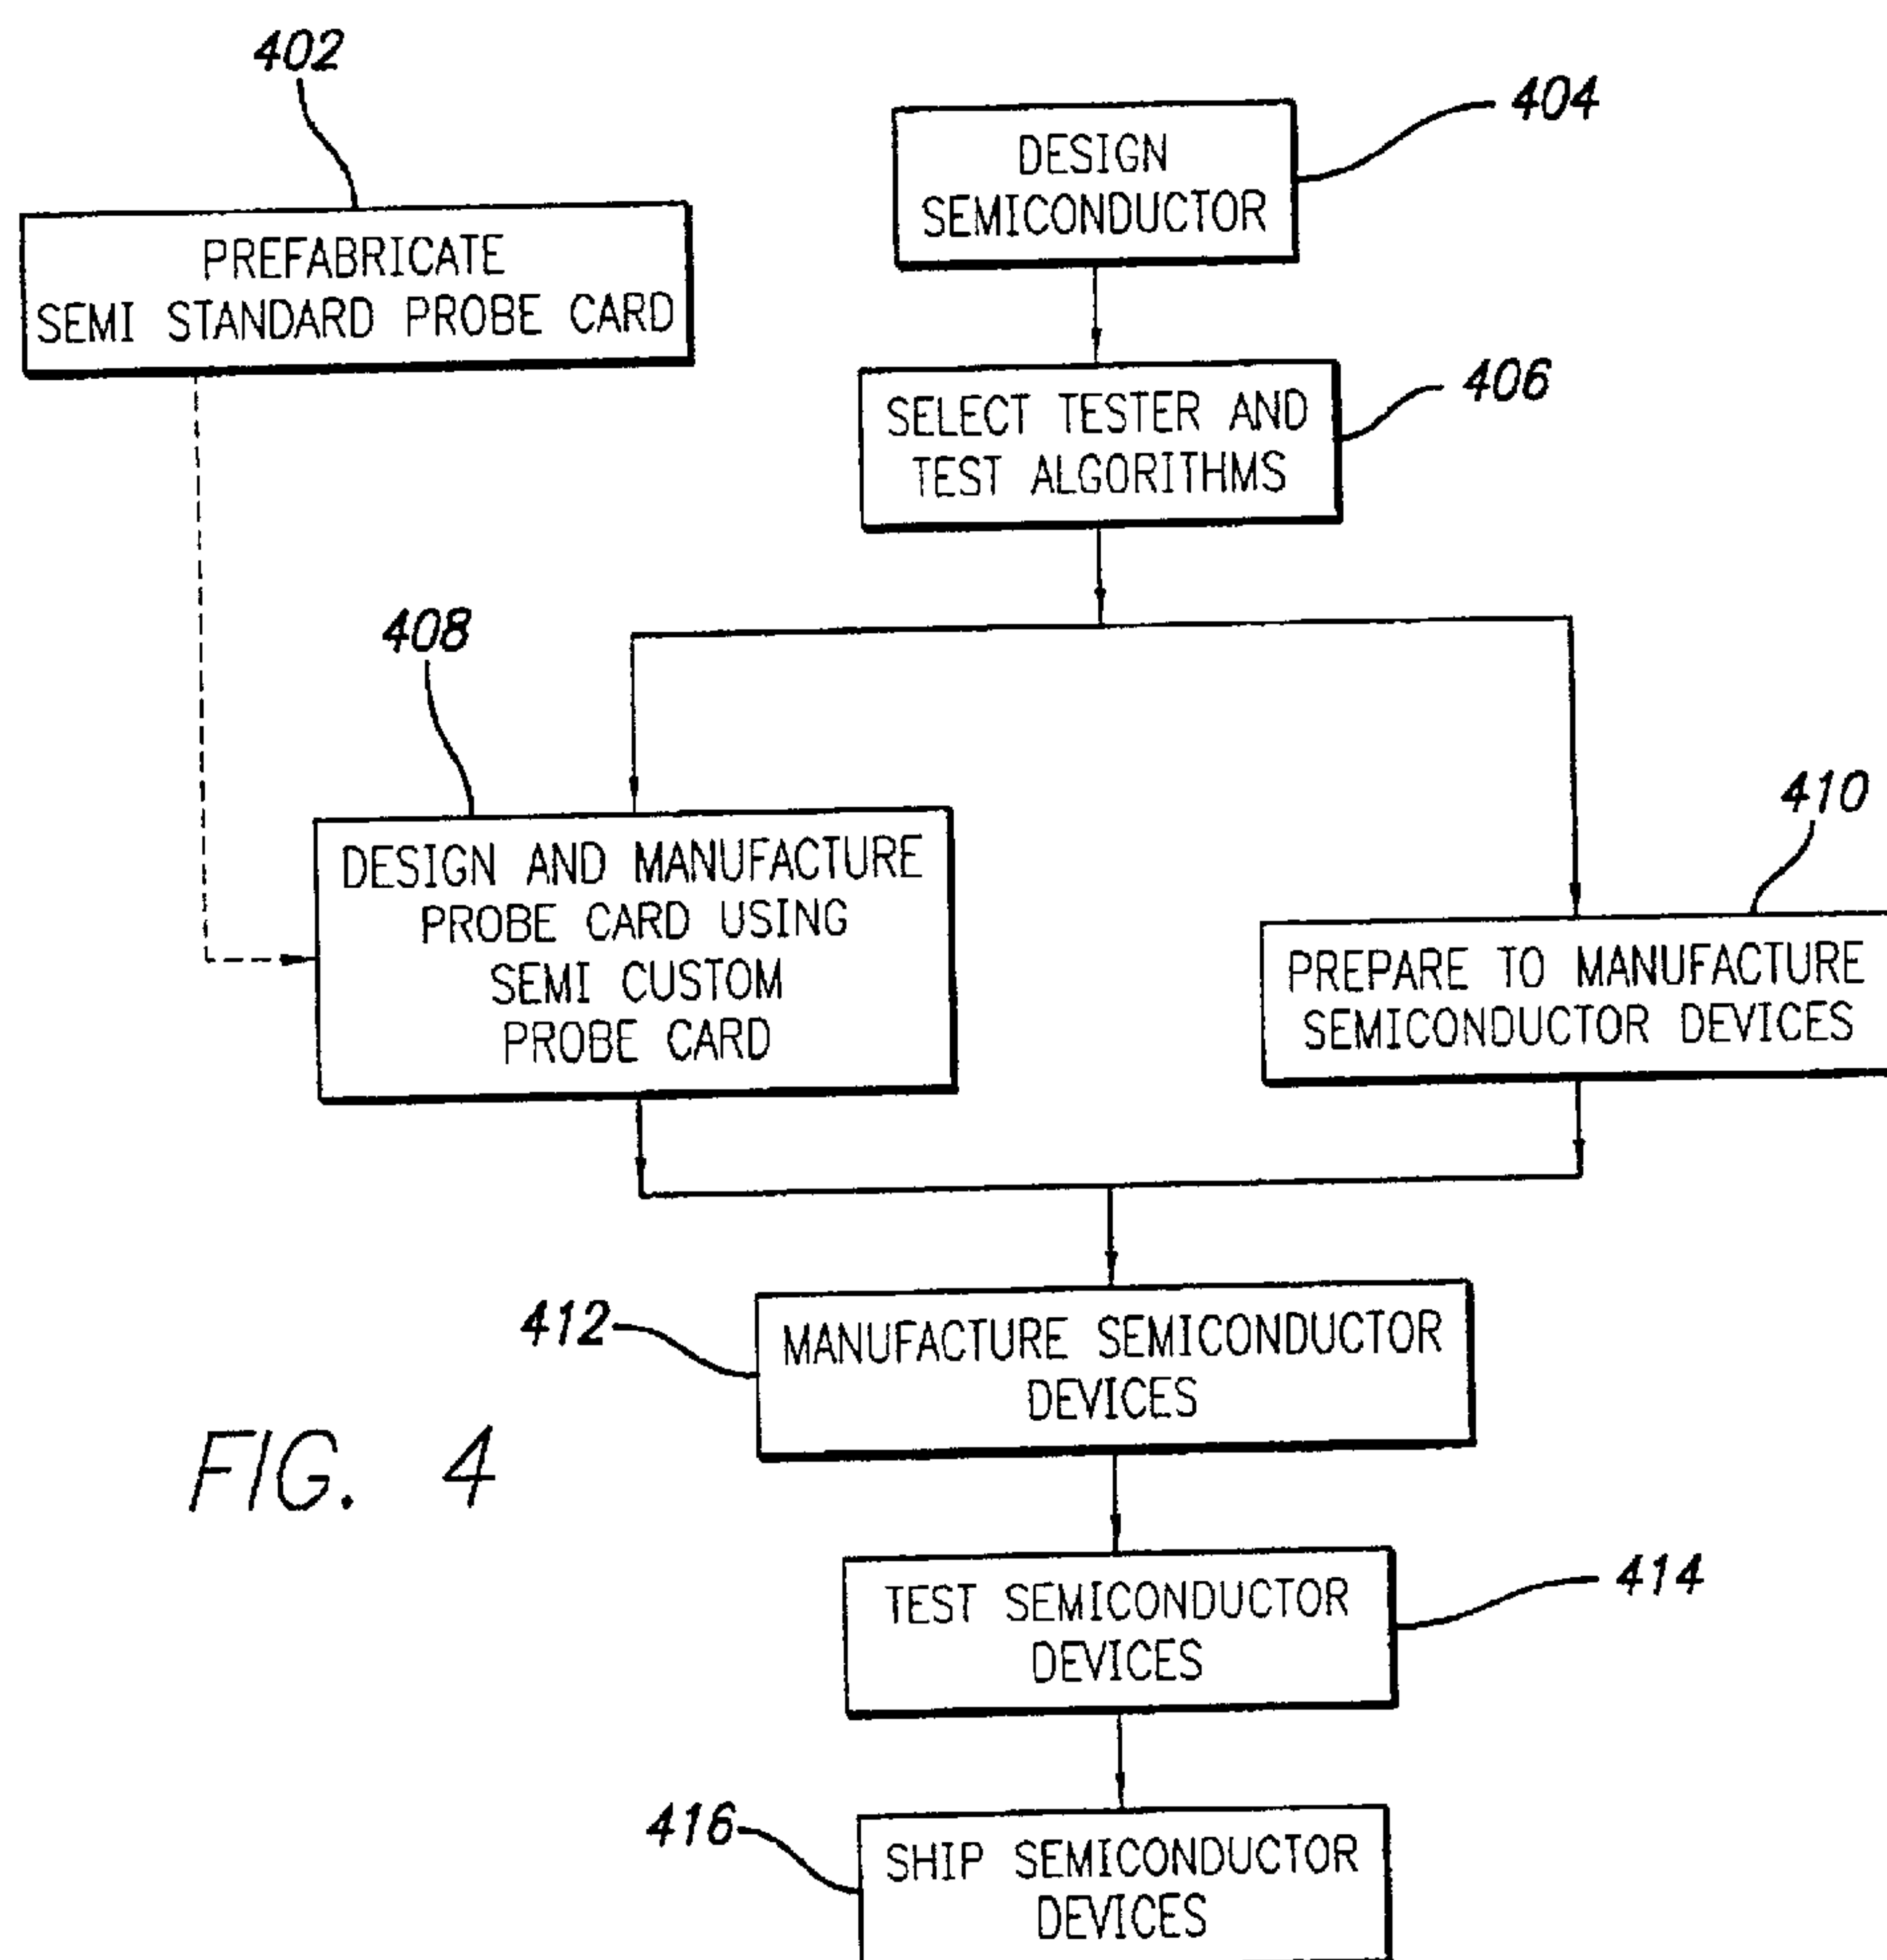 402
404
DESIGN
SEMICONDUCTOR
PREFABRICATE
SEMI STANDARD PROBE CARD
406
SELECT TESTER AND
TEST ALGORITHMS
408
410
DESIGN AND MANUFACTURE
PROBE CARD USING
SEMI CUSTOM
PROBE CARD
PREPARE TO MANUFACTURE
SEMICONDUCTOR DEVICES
412
MANUFACTURE SEMICONDUCTOR
DEVICES
FIG. 4
414
TEST SEMICONDUCTOR
DEVICES
416
SHIP SEMICONDUCTOR
DEVICES